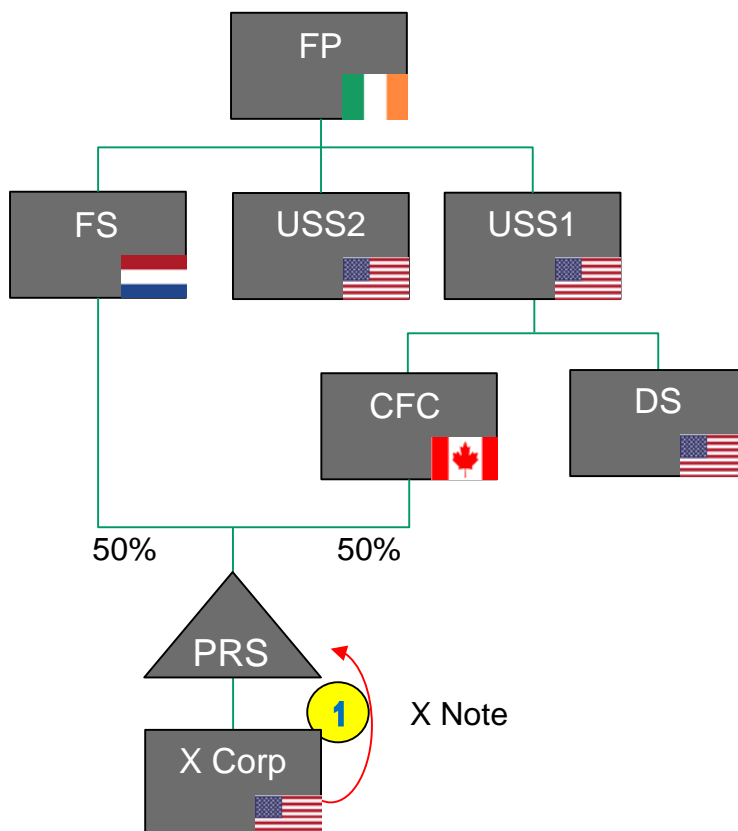 FP
FS
USS2
USS1
CFC
DS
50%
50%
PRS
1
X Note
X Corp